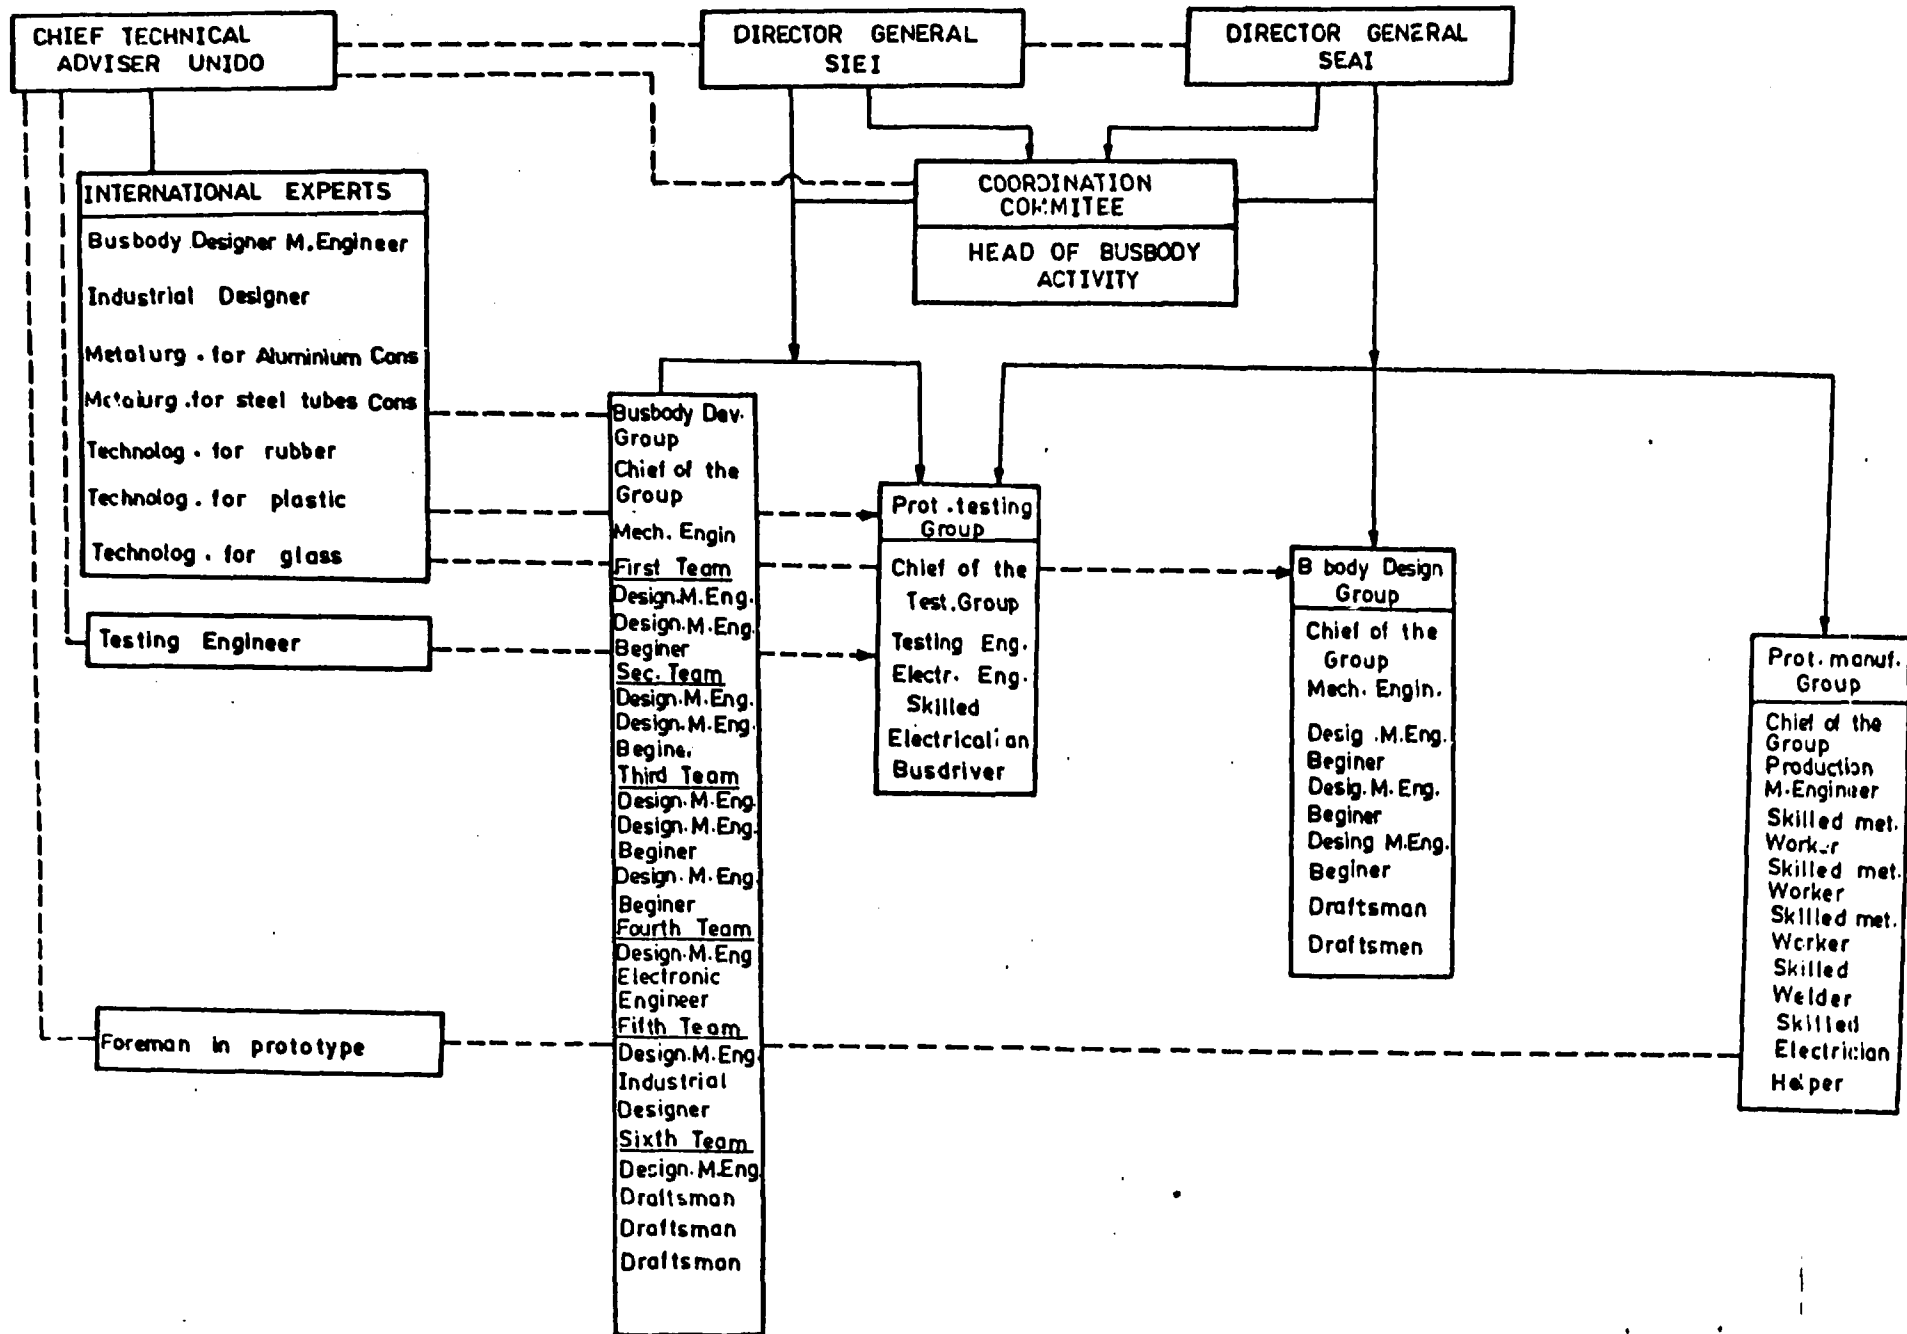 CHIEF TECHNICAL
ADVISER UNIDO
DIRECTOR GENERAL
SIEI
DIRECTOR GENERAL
SEAI
COORDINATION
COMMITEE
HEAD OF BUSBODY
ACTIVITY
INTERNATIONAL EXPERTS
Busbody Designer M.Engineer
Industrial Designer
Metalurg. for Aluminium Cons
Metalurg. for steel tubes Cons
Technolog. for rubber
Technolog. for plastic
Technolog. for glass
Testing Engineer
Foreman in prototype
Busbody Dev.
Group
Chief of the
Group
Mech. Engin
First Team
Design.M.Eng.
Design.M.Eng.
Beginer
Sec. Team
Design.M.Eng.
Design.M.Eng.
Beginer
Third Team
Design.M.Eng.
Design.M.Eng.
Beginer
Design.M.Eng
Beginer
Fourth Team
Design.M.Eng
Electronic
Engineer
Fifth Team
Design.M.Eng
Industrial
Designer
Sixth Team
Design.M.Eng.
Draftsman
Draftsman
Draftsman
Prot.testing
Group
Chief of the
Test.Group
Testing Eng.
Electr. Eng.
Skilled
Electricalian
Busdriver
B body Design
Group
Chief of the
Group
Mech. Engin.
Desig.M.Eng.
Beginer
Desig.M.Eng.
Beginer
Desing M.Eng.
Beginer
Draftsman
Draftsmen
Prot.manuf.
Group
Chief of the
Group
Production
M.Engineer
Skilled met.
Worker
Skilled met.
Worker
Skilled met.
Worker
Skilled
Welder
Skilled
Electrician
Helper